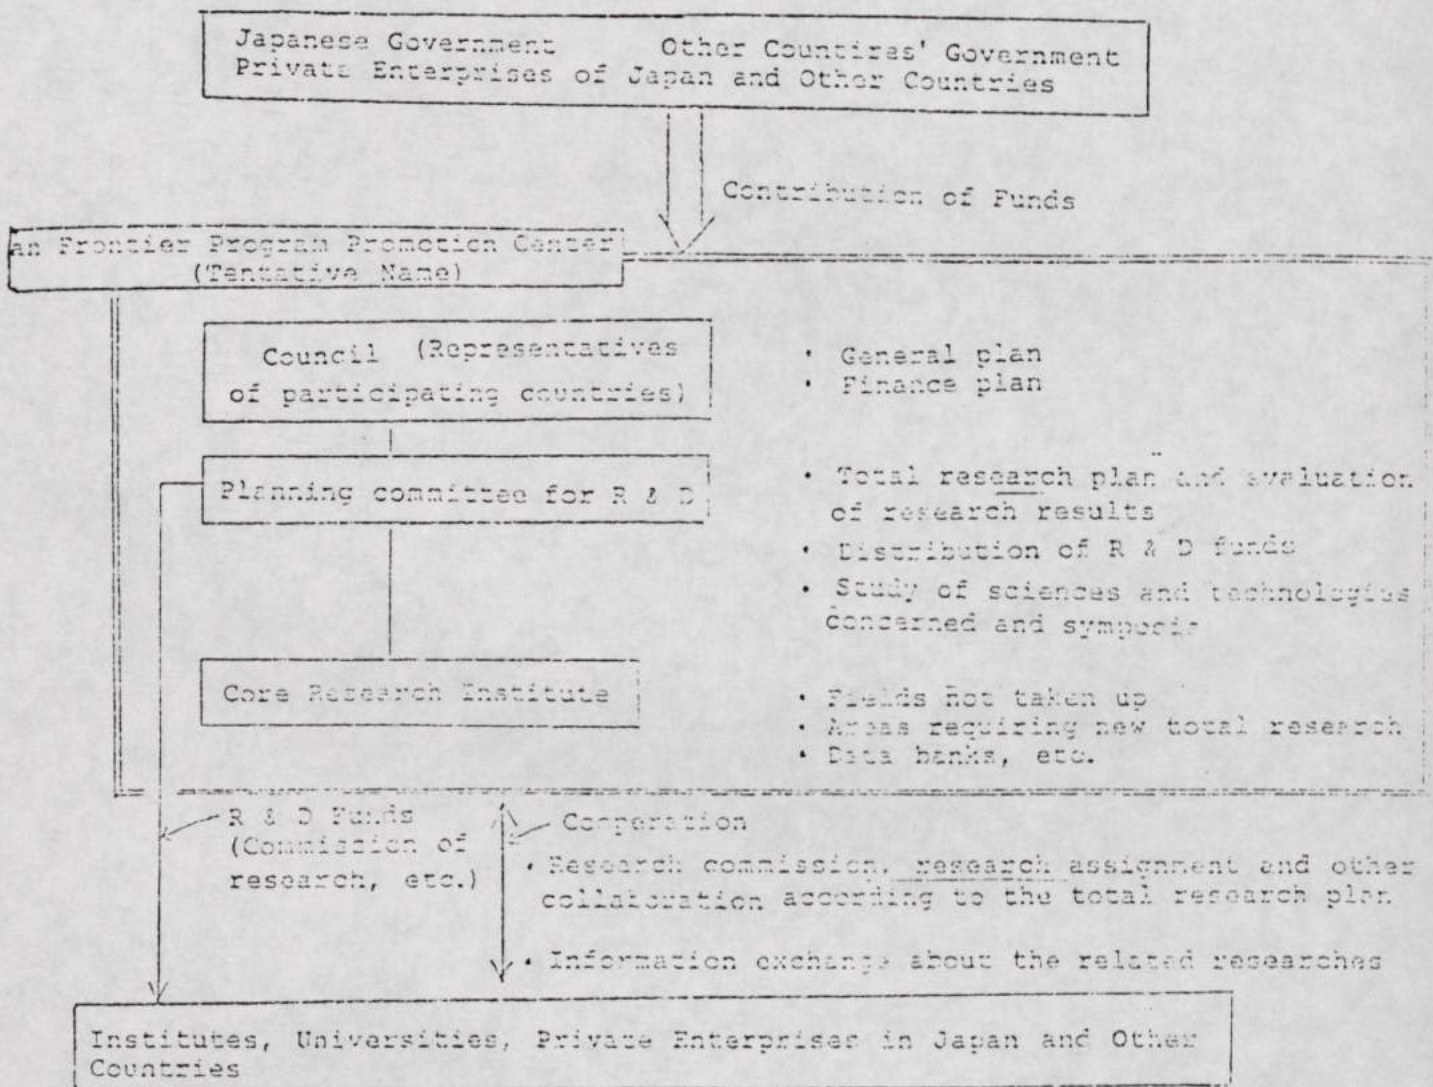 Japanese Government Other Countires' Government
Private Enterprises of Japan and Other Countries
Contribution of Funds
an Frontier Program Promotion Center
(Tentative Name)
Council (Representatives
of participating countries)
• General plan
• Finance plan
Planning committee for R & D
• Total research plan and evaluation
of research results
• Distribution of R & D funds
• Study of sciences and technologies
concerned and symposia
Core Research Institute
• Fields not taken up
• Areas requiring new total research
• Data banks, etc.
R & D Funds
(Commission of
research, etc.)
Cooperation
• Research commission, research assignment and other
collaboration according to the total research plan
• Information exchange about the related researches
Institutes, Universities, Private Enterprises in Japan and Other
Countries